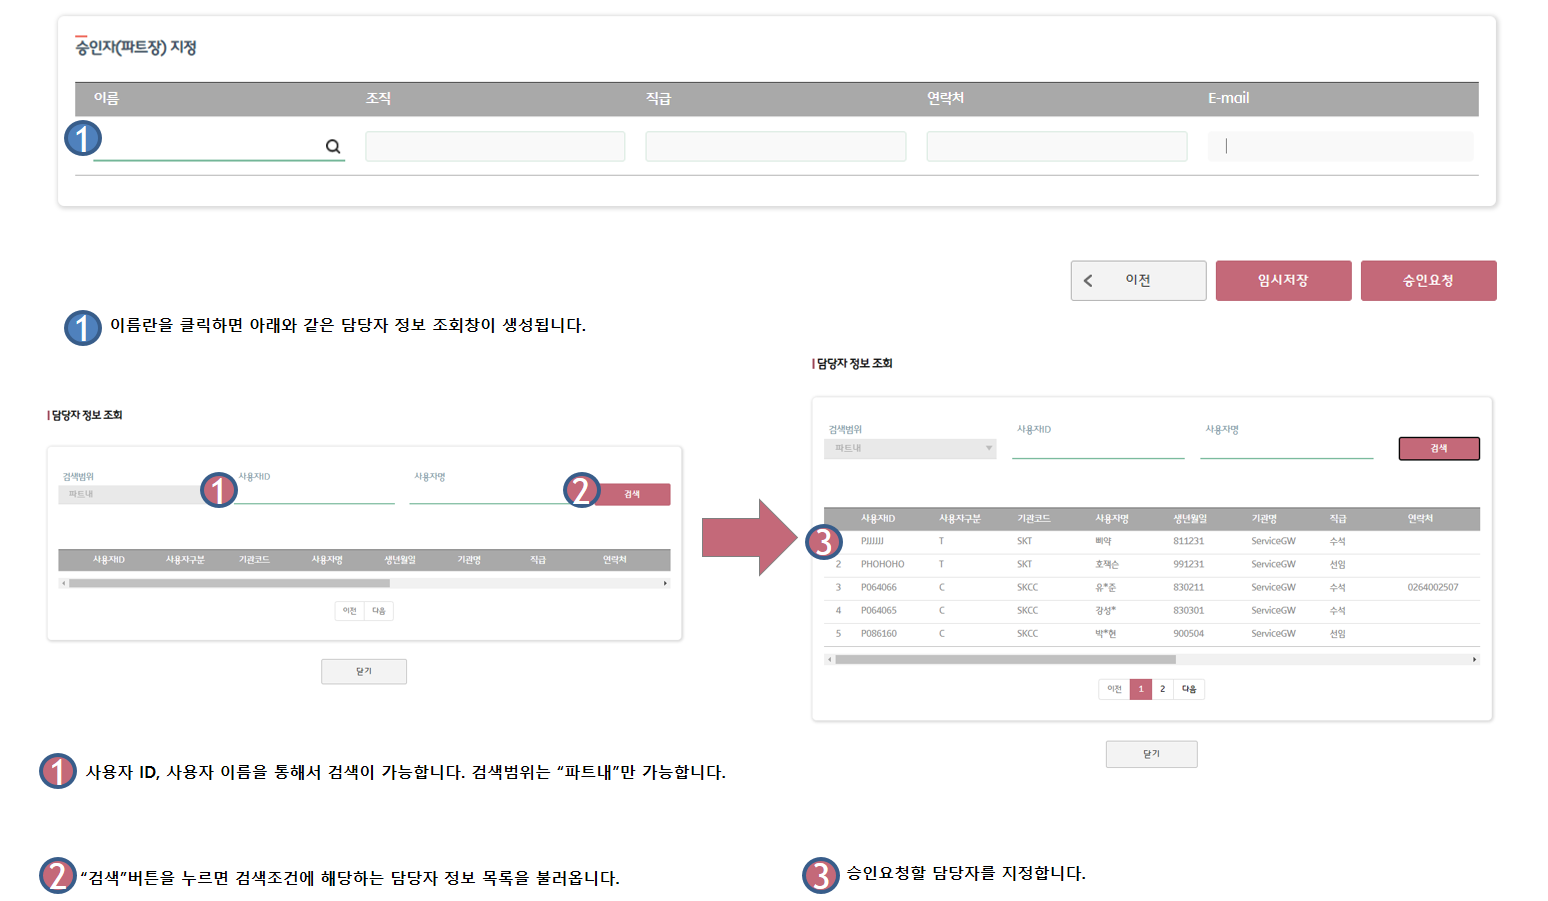 승인자(파트장) 지정
이름 조직 직급 연락처 E-mail
1
이전 임시저장 승인요청
1 이름란을 클릭하면 아래와 같은 담당자 정보 조회창이 생성됩니다.
담당자 정보 조회
검색범위 사용자ID 사용자명
파트내 1 2 검색
사용자ID 사용자구분 기관코드 사용자명 생년월일 기관명 직급 연락처
이전 다음
닫기
담당자 정보 조회
검색범위 사용자ID 사용자명
파트내 검색
사용자ID 사용자구분 기관코드 사용자명 생년월일 기관명 직급 연락처
3 PJJJJJJ T SKT 삐약 811231 ServiceGW 수석
2 PHOHOHO T SKT 호잭슨 991231 ServiceGW 선임
3 P064066 C SKCC 유*준 830211 ServiceGW 수석 0264002507
4 P064065 C SKCC 강성* 830301 ServiceGW 수석
5 P086160 C SKCC 박*현 900504 ServiceGW 선임
이전 1 2 다음
닫기
1 사용자 ID, 사용자 이름을 통해서 검색이 가능합니다. 검색범위는 “파트내”만 가능합니다.
2 “검색”버튼을 누르면 검색조건에 해당하는 담당자 정보 목록을 불러옵니다.
3 승인요청할 담당자를 지정합니다.